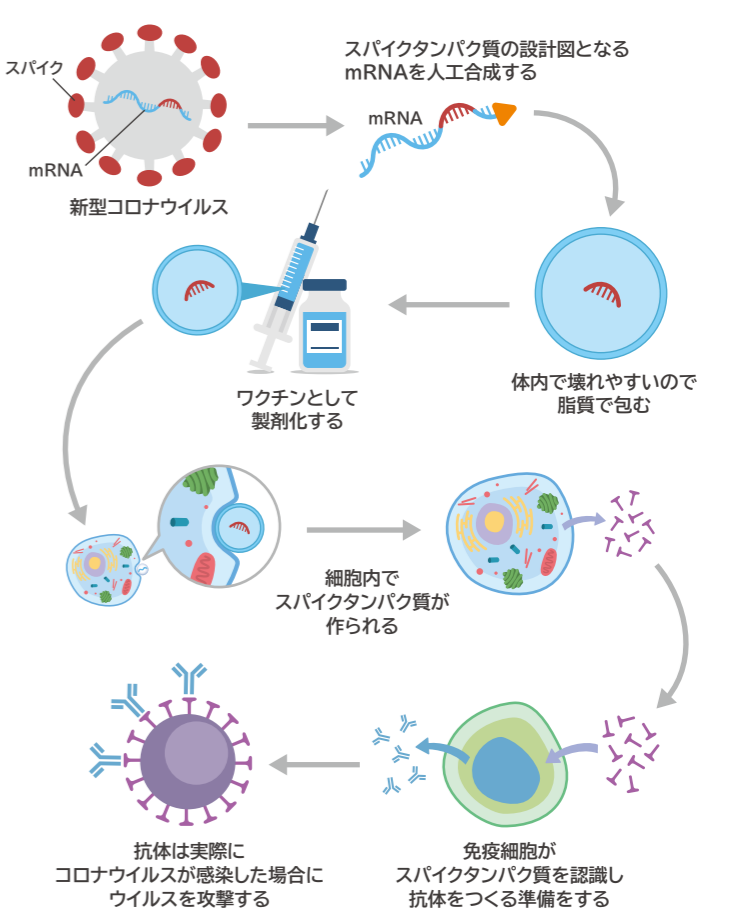 スパイク
mRNA
新型コロナウイルス
スパイクタンパク質の設計図となる
mRNAを人工合成する
mRNA
体内で壊れやすいので
脂質で包む
ワクチンとして
製剤化する
細胞内で
スパイクタンパク質が
作られる
免疫細胞が
スパイクタンパク質を認識し
抗体をつくる準備をする
抗体は実際に
コロナウイルスが感染した場合に
ウイルスを攻撃する